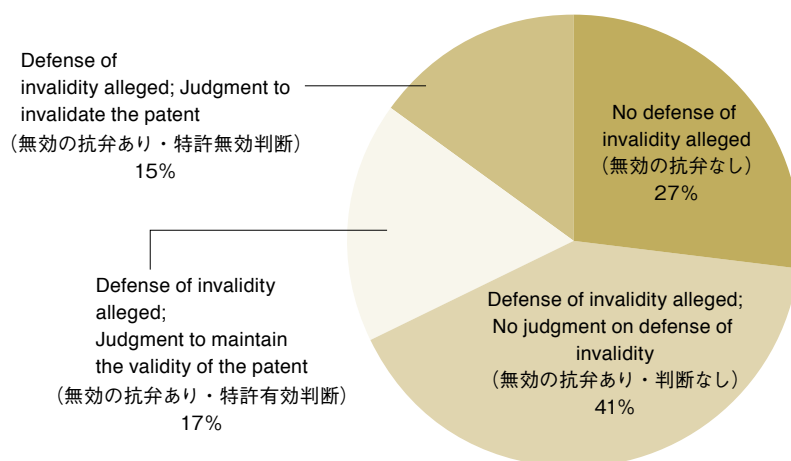 Defense of
invalidity alleged; Judgment to
invalidate the patent
（無効の抗弁あり・特許無効判断）
15%
No defense of
invalidity alleged
（無効の抗弁なし）
27%
Defense of invalidity
alleged;
Judgment to maintain
the validity of the patent
（無効の抗弁あり・特許有効判断）
17%
Defense of invalidity alleged;
No judgment on defense of
invalidity
（無効の抗弁あり・判断なし）
41%